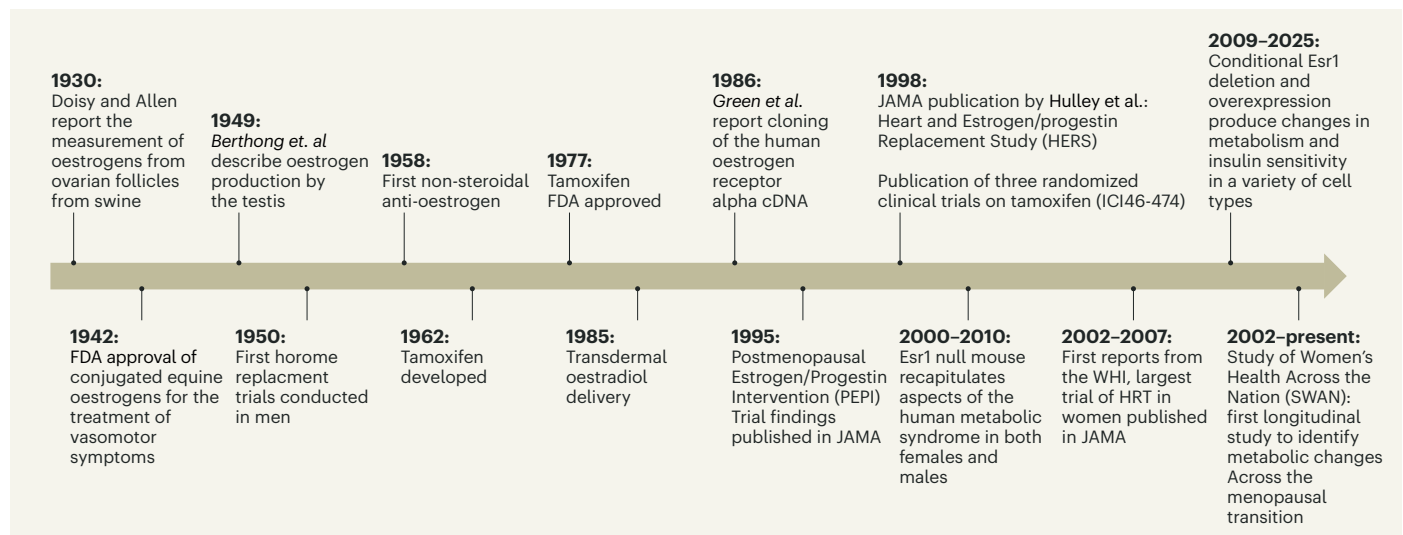 1930:
Doisy and Allen
report the
measurement of
oestrogens from
ovarian follicles
from swine
1942:
FDA approval of
conjugated equine
oestrogens for the
treatment of
vasomotor
symptoms
1949:
Berthong et. al
describe oestrogen
production by
the testis
1950:
First horome
replacment
trials conducted
in men
1958:
First non-steroidal
anti-oestrogen
1962:
Tamoxifen
developed
1977:
Tamoxifen
FDA approved
1985:
Transdermal
oestradiol
delivery
1986:
Green et al.
report cloning
of the human
oestrogen
receptor
alpha cDNA
1995:
Postmenopausal
Estrogen/Progestin
Intervention (PEPI)
Trial findings
published in JAMA
1998:
JAMA publication by Hulley et al.:
Heart and Estrogen/progestin
Replacement Study (HERS)
Publication of three randomized
clinical trials on tamoxifen (ICI46-474)
2000–2010:
Esr1 null mouse
recapitulates
aspects of the
human metabolic
syndrome in both
females and
males
2002–2007:
First reports from
the WHI, largest
trial of HRT in
women published
in JAMA
2009–2025:
Conditional Esr1
deletion and
overexpression
produce changes in
metabolism and
insulin sensitivity
in a variety of cell
types
2002–present:
Study of Women's
Health Across the
Nation (SWAN):
first longitudinal
study to identify
metabolic changes
Across the
menopausal
transition